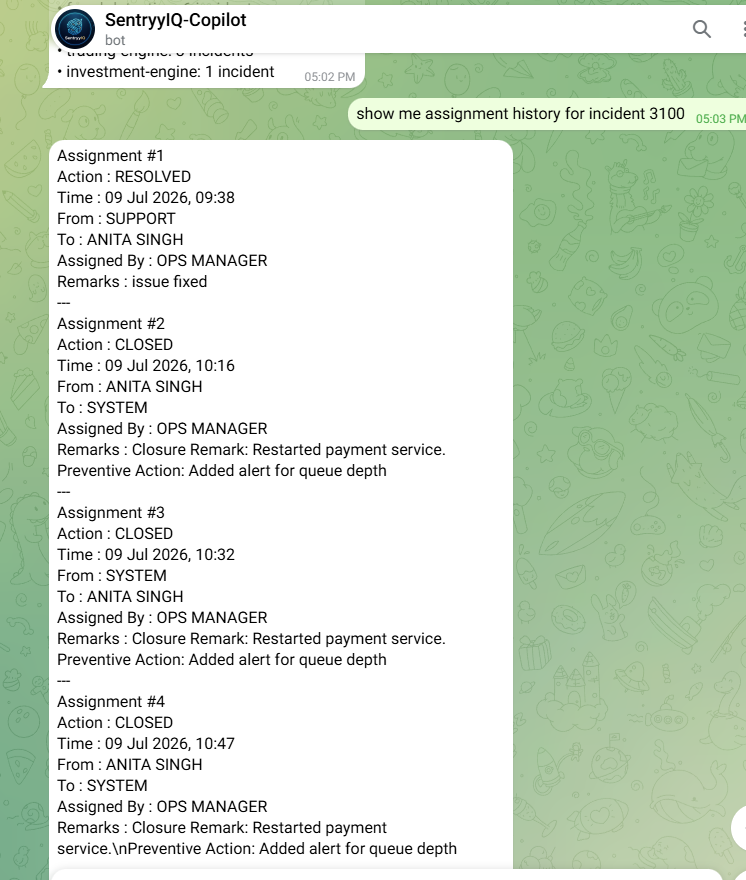 SentryyIQ-Copilot
bot
• investment-engine: 1 incident
05:02 PM
show me assignment history for incident 3100
05:03 PM
Assignment #1
Action : RESOLVED
Time : 09 Jul 2026, 09:38
From : SUPPORT
To : ANITA SINGH
Assigned By : OPS MANAGER
Remarks : issue fixed
---
Assignment #2
Action : CLOSED
Time : 09 Jul 2026, 10:16
From : ANITA SINGH
To : SYSTEM
Assigned By : OPS MANAGER
Remarks : Closure Remark: Restarted payment service.
Preventive Action: Added alert for queue depth
---
Assignment #3
Action : CLOSED
Time : 09 Jul 2026, 10:32
From : SYSTEM
To : ANITA SINGH
Assigned By : OPS MANAGER
Remarks : Closure Remark: Restarted payment service.
Preventive Action: Added alert for queue depth
---
Assignment #4
Action : CLOSED
Time : 09 Jul 2026, 10:47
From : ANITA SINGH
To : SYSTEM
Assigned By : OPS MANAGER
Remarks : Closure Remark: Restarted payment
service.\nPreventive Action: Added alert for queue depth